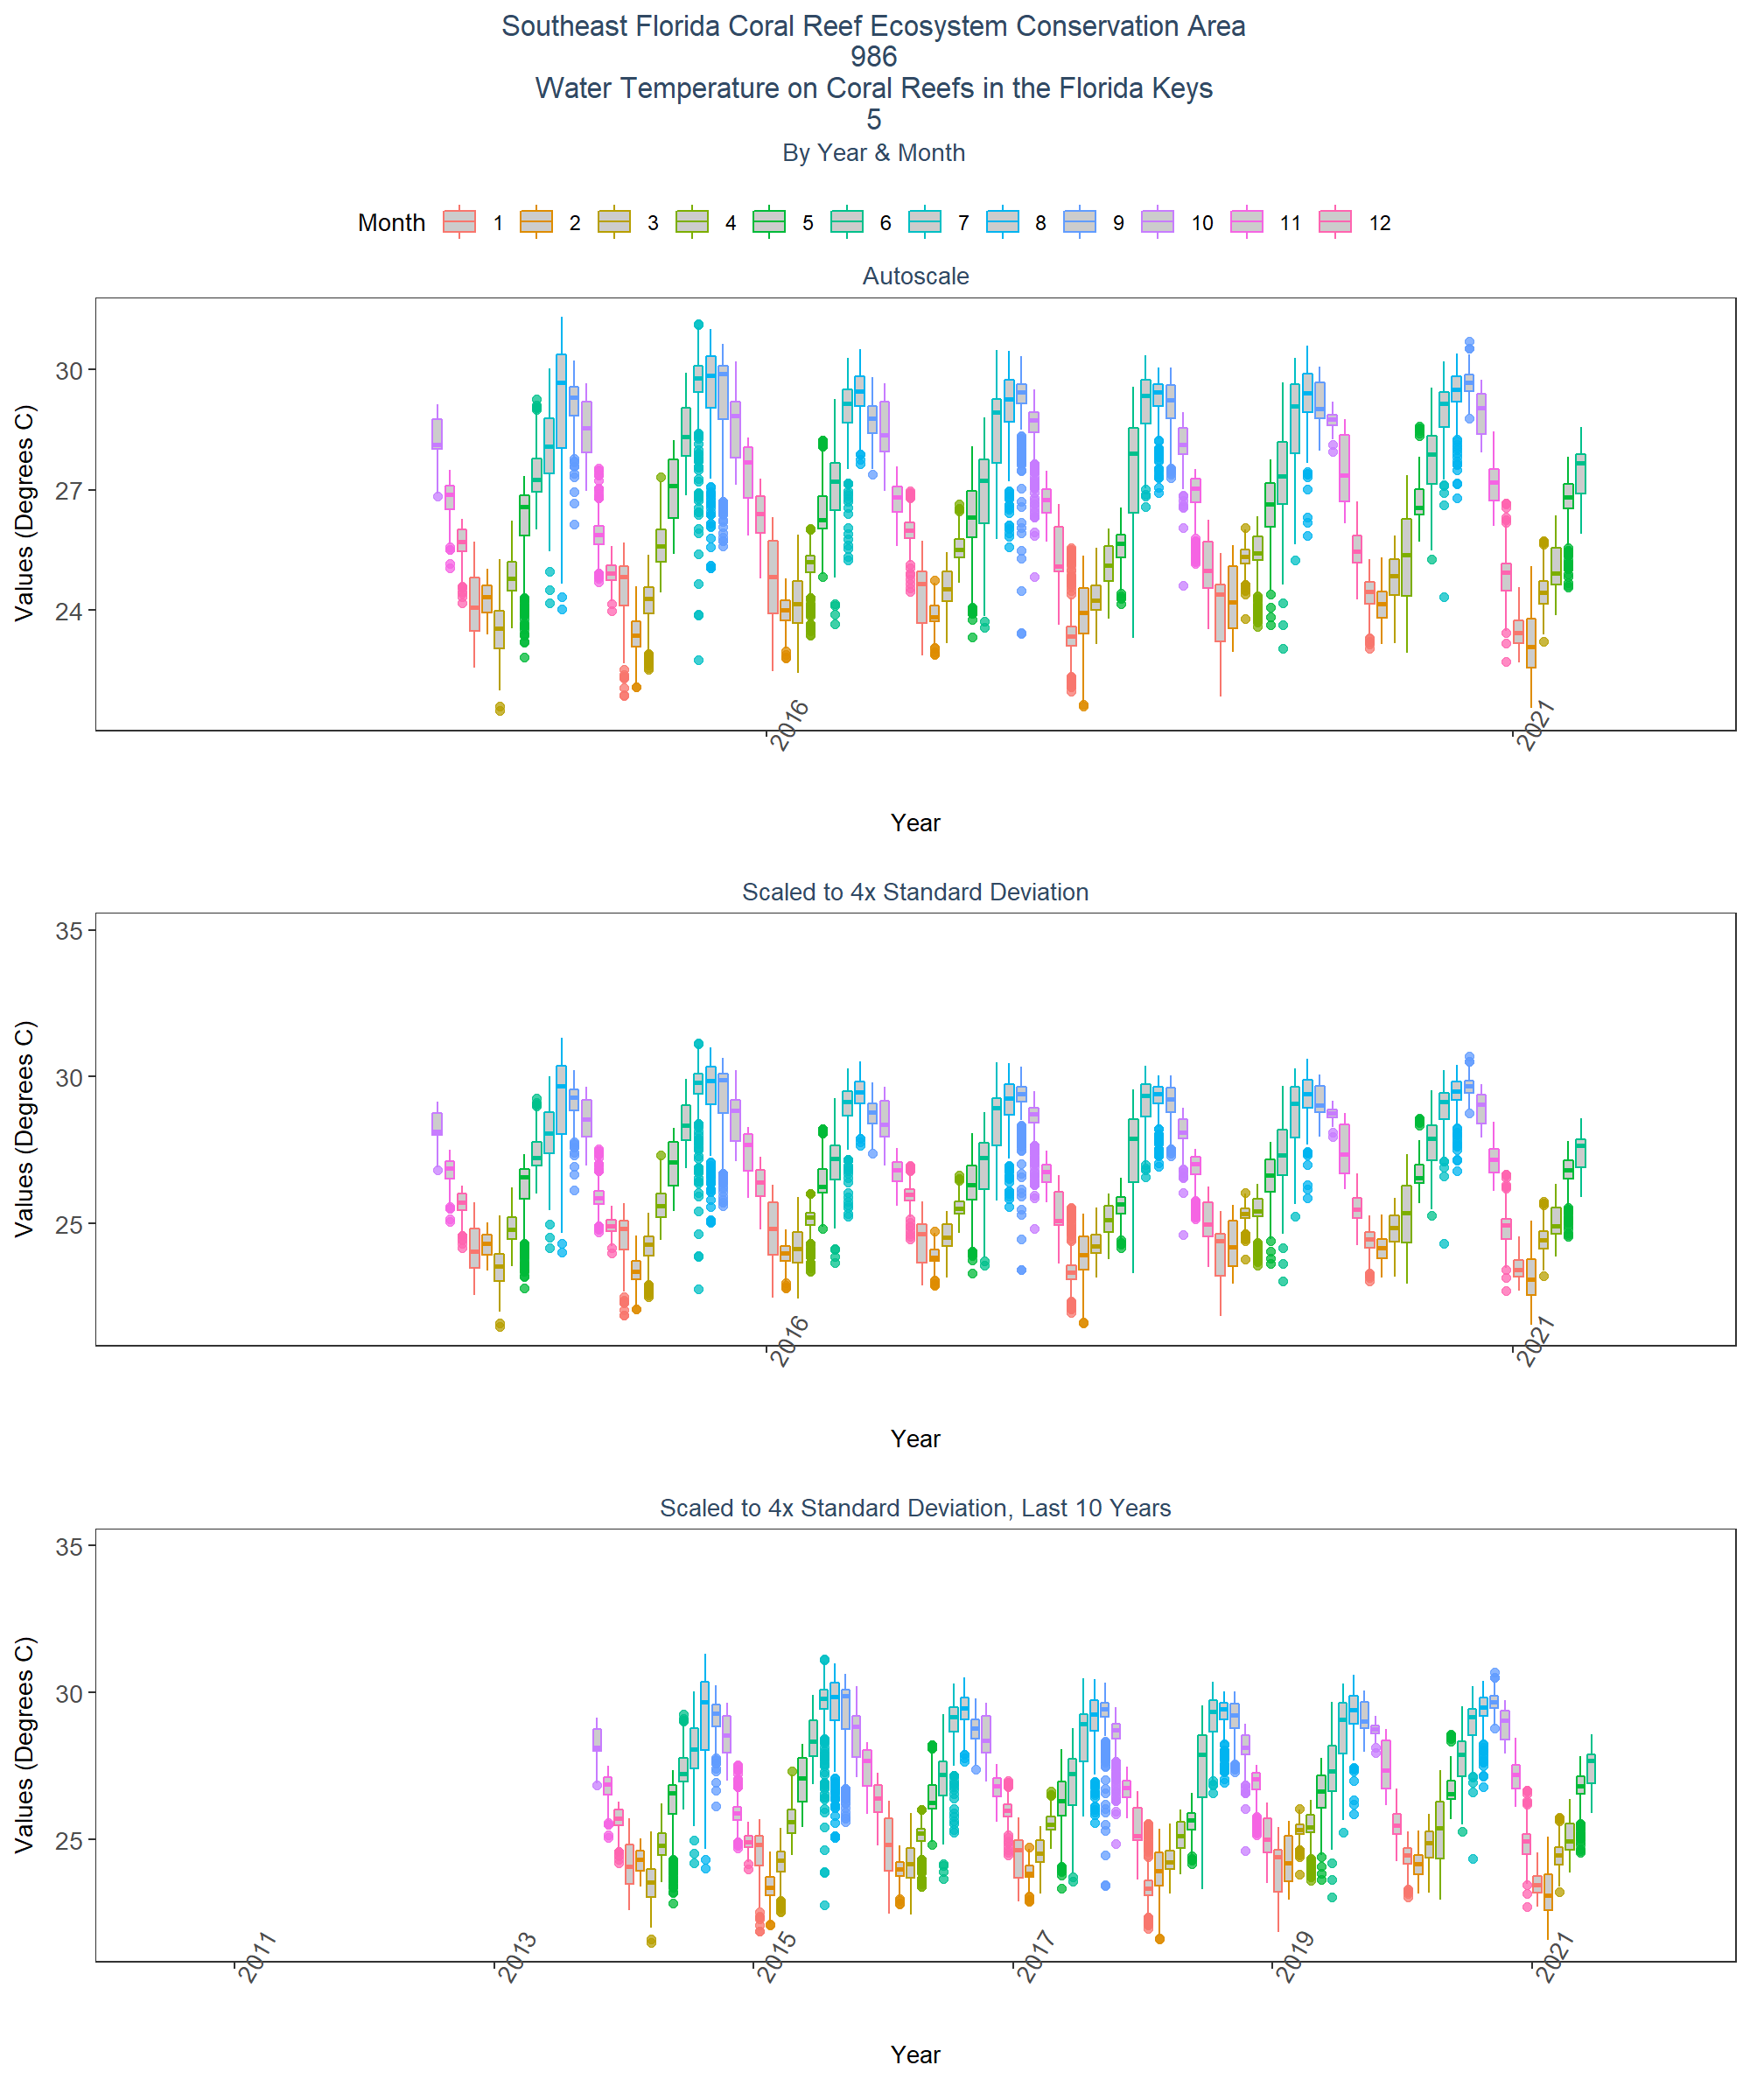 Southeast Florida Coral Reef Ecosystem Conservation Area
986
Water Temperature on Coral Reefs in the Florida Keys
5
By Year & Month
Month 1 2 3 4 5 6 7 8 9 10 11 12
Autoscale
Values (Degrees C)
30
27
24
2016 2021
Year
Scaled to 4x Standard Deviation
Values (Degrees C)
35
30
25
2016 2021
Year
Scaled to 4x Standard Deviation, Last 10 Years
Values (Degrees C)
35
30
25
2011 2013 2015 2017 2019 2021
Year